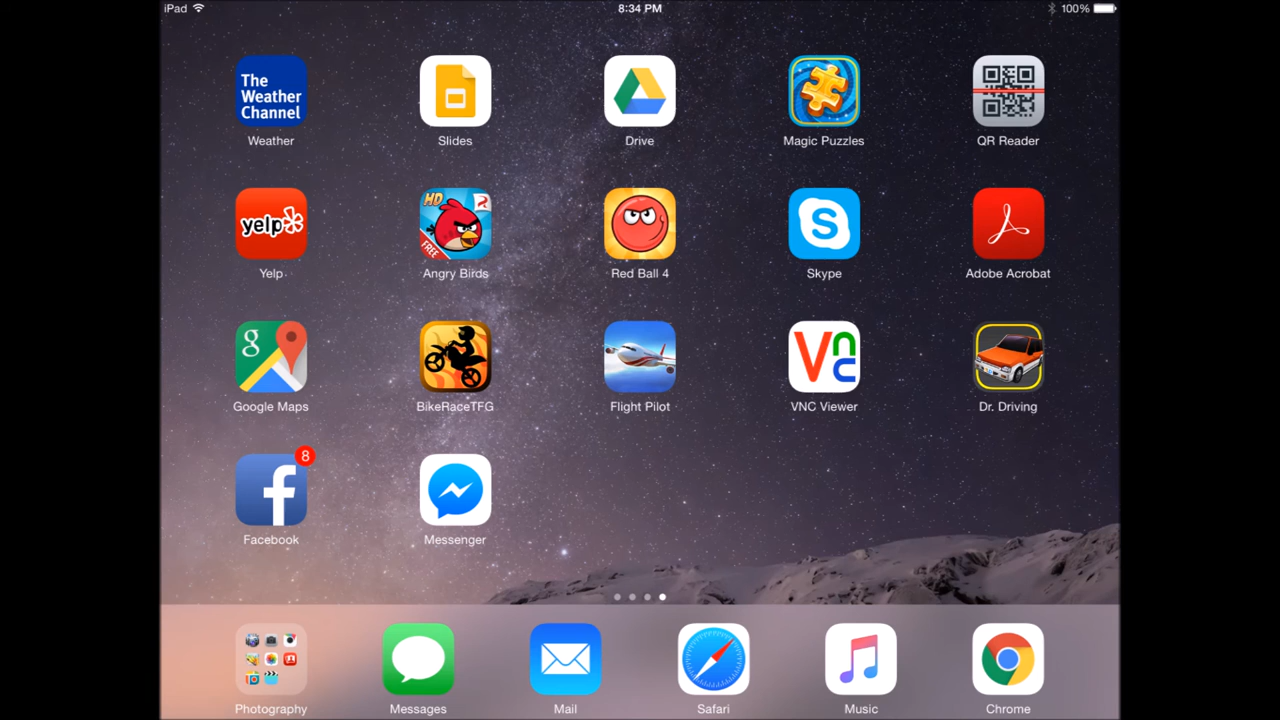 iPad 8:34 PM 100%
The
Weather
Channel
Weather Slides Drive Magic Puzzles QR Reader
yelp HD FREE S
Yelp Angry Birds Red Ball 4 Skype Adobe Acrobat
g Vnc
Google Maps BikeRaceTFG Flight Pilot VNC Viewer Dr. Driving
f 8
Facebook Messenger
Photography Messages Mail Safari Music Chrome